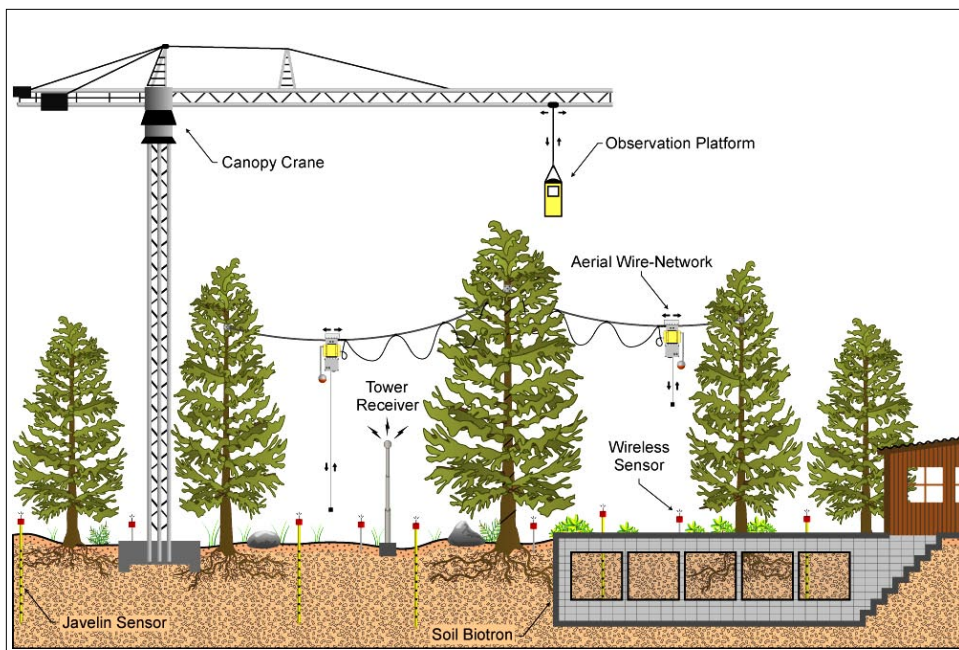 Canopy Crane
Observation Platform
Aerial Wire-Network
Tower
Receiver
Wireless
Sensor
Javelin Sensor
Soil Biotron